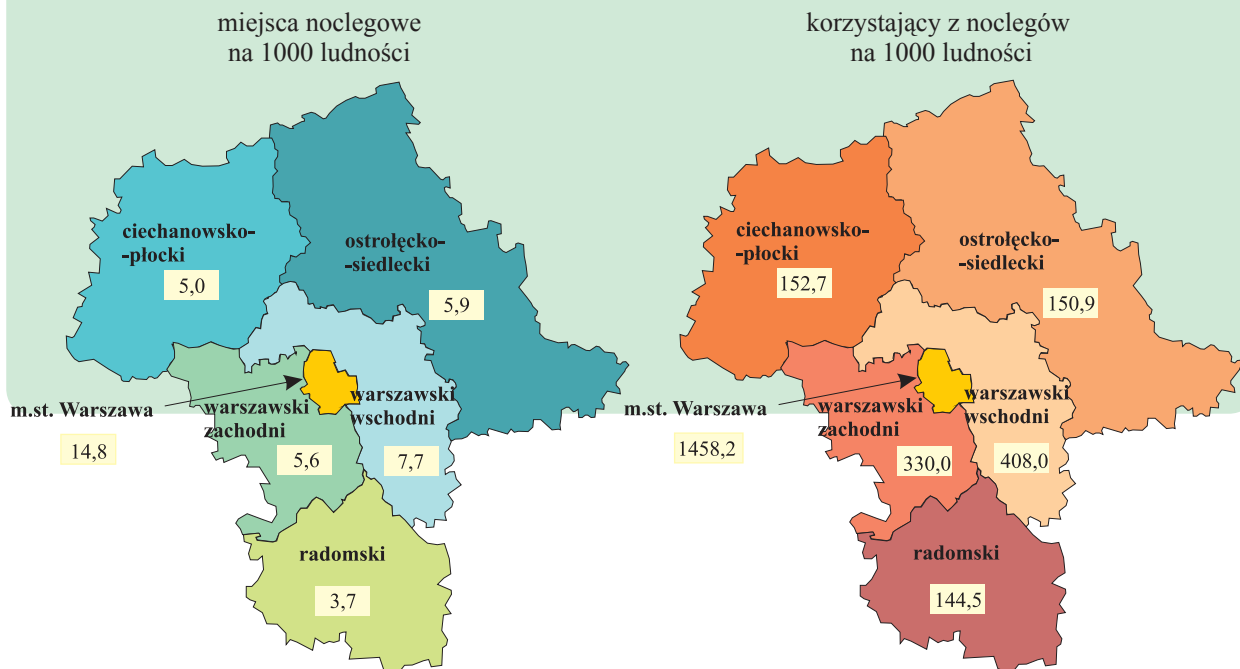 miejsca noclegowe
na 1000 ludności
ciechanowsko-
-płocki
5,0
ostrołęcko-
-siedlecki
5,9
m.st. Warszawa
14,8
warszawski
zachodni
5,6
warszawski
wschodni
7,7
radomski
3,7
korzystający z noclegów
na 1000 ludności
ciechanowsko-
-płocki
152,7
ostrołęcko-
-siedlecki
150,9
m.st. Warszawa
1458,2
warszawski
zachodni
330,0
warszawski
wschodni
408,0
radomski
144,5